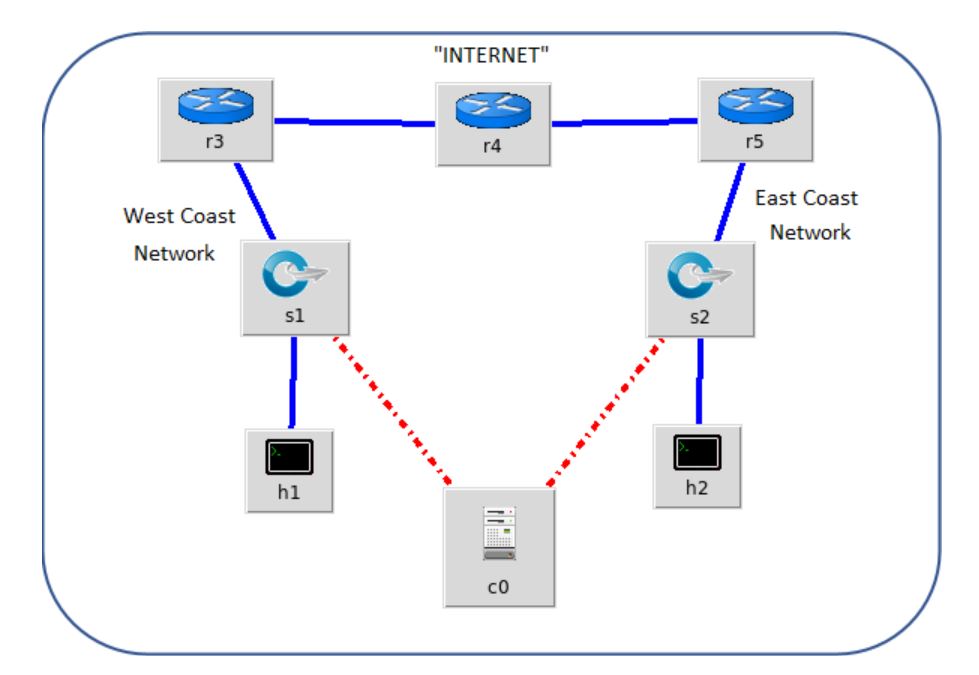 "INTERNET"
r3
r4
r5
West Coast
Network
East Coast
Network
s1
s2
h1
h2
c0